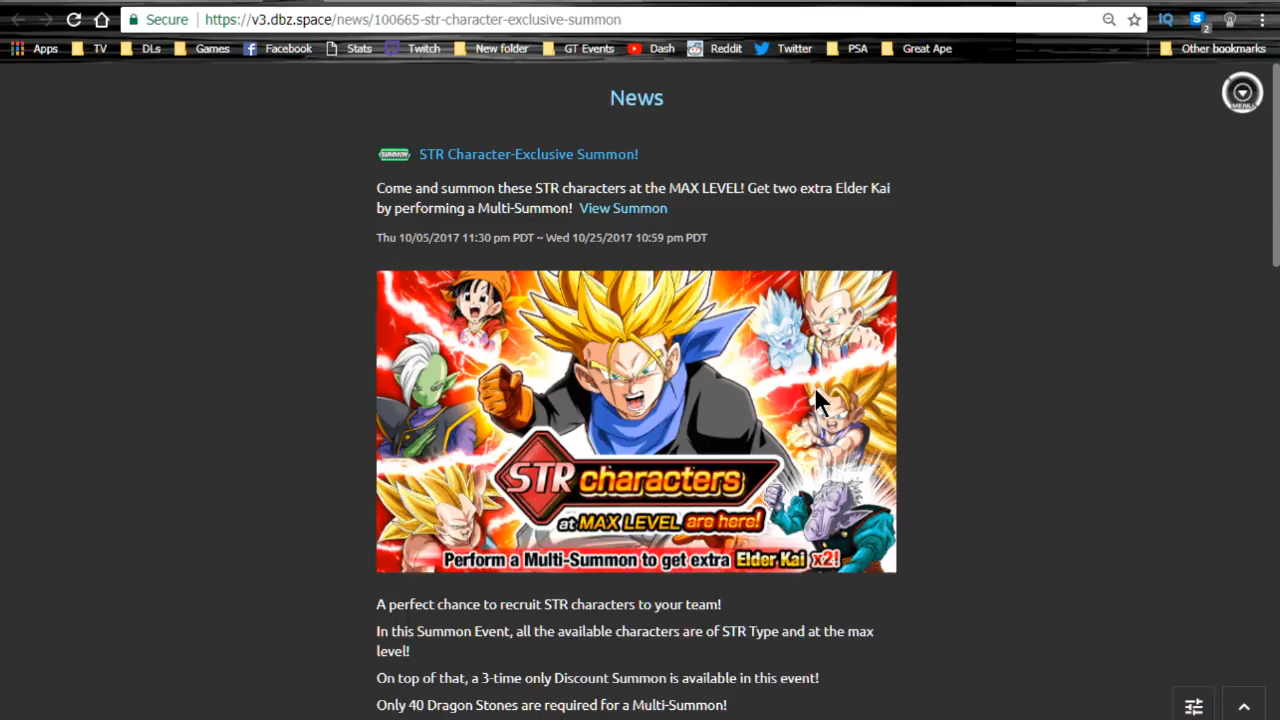 Secure https://v3.dbz.space/news/100665-str-character-exclusive-summon
IQ S 2
Apps TV DLs Games Facebook Stats Twitch New folder GT Events Dash Reddit Twitter PSA Great Ape Other bookmarks
News
MENU
SUMMON STR Character-Exclusive Summon!
Come and summon these STR characters at the MAX LEVEL! Get two extra Elder Kai
by performing a Multi-Summon! View Summon
Thu 10/05/2017 11:30 pm PDT ~ Wed 10/25/2017 10:59 pm PDT
STR characters
at MAX LEVEL are here!
Perform a Multi-Summon to get extra Elder Kai x2!
A perfect chance to recruit STR characters to your team!
In this Summon Event, all the available characters are of STR Type and at the max
level!
On top of that, a 3-time only Discount Summon is available in this event!
Only 40 Dragon Stones are required for a Multi-Summon!